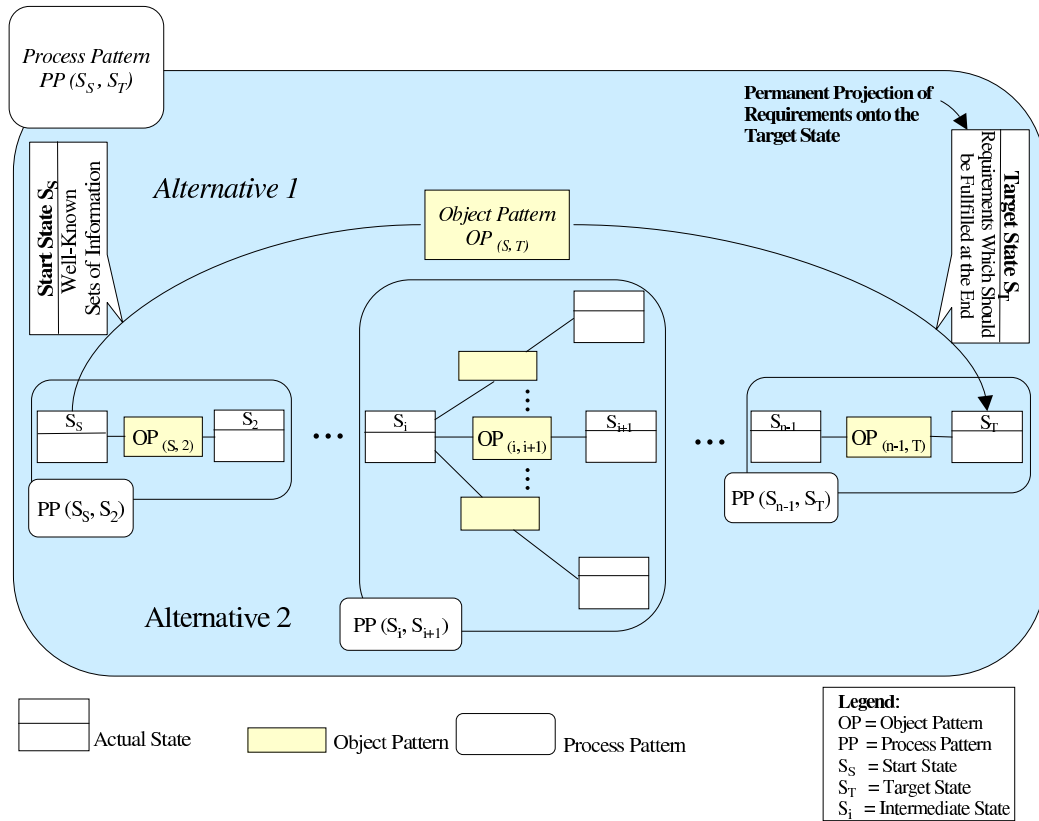 Process Pattern
PP (S_S, S_T)
Permanent Projection of
Requirements onto the
Target State
Start State S_S
Well-Known
Sets of Information
Alternative 1
Object Pattern
OP (S, T)
Target State S_T
Requirements Which Should
be Fullfilled at the End
S_S
OP (S, 2)
S_2
...
S_i
OP (i, i+1)
S_i+1
...
S_n-1
OP (n-1, T)
S_T
PP (S_S, S_2)
PP (S_n-1, S_T)
PP (S_i, S_i+1)
Alternative 2
Actual State
Object Pattern
Process Pattern
Legend:
OP = Object Pattern
PP = Process Pattern
S_S = Start State
S_T = Target State
S_i = Intermediate State